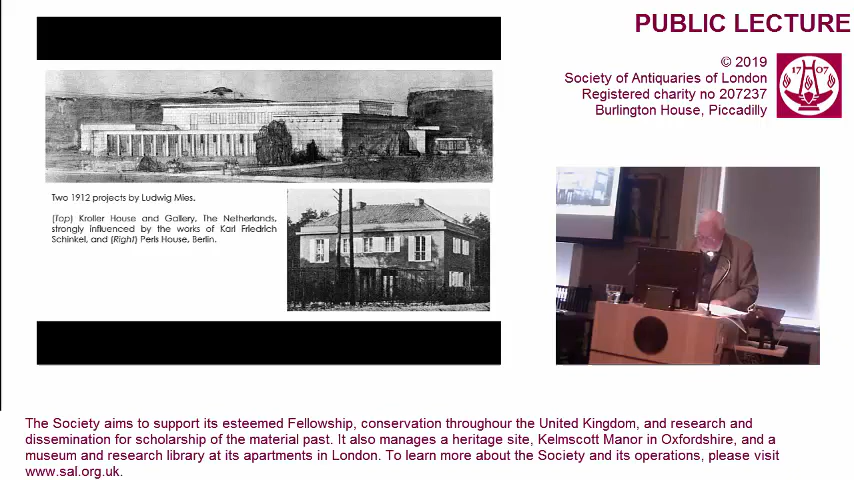 PUBLIC LECTURE
© 2019
Society of Antiquaries of London
Registered charity no 207237
Burlington House, Piccadilly
17 07
Two 1912 projects by Ludwig Mies.
(Top) Kroller House and Gallery, The Netherlands,
strongly influenced by the works of Karl Friedrich
Schinkel, and (Right) Perls House, Berlin.
The Society aims to support its esteemed Fellowship, conservation throughour the United Kingdom, and research and
dissemination for scholarship of the material past. It also manages a heritage site, Kelmscott Manor in Oxfordshire, and a
museum and research library at its apartments in London. To learn more about the Society and its operations, please visit
www.sal.org.uk.